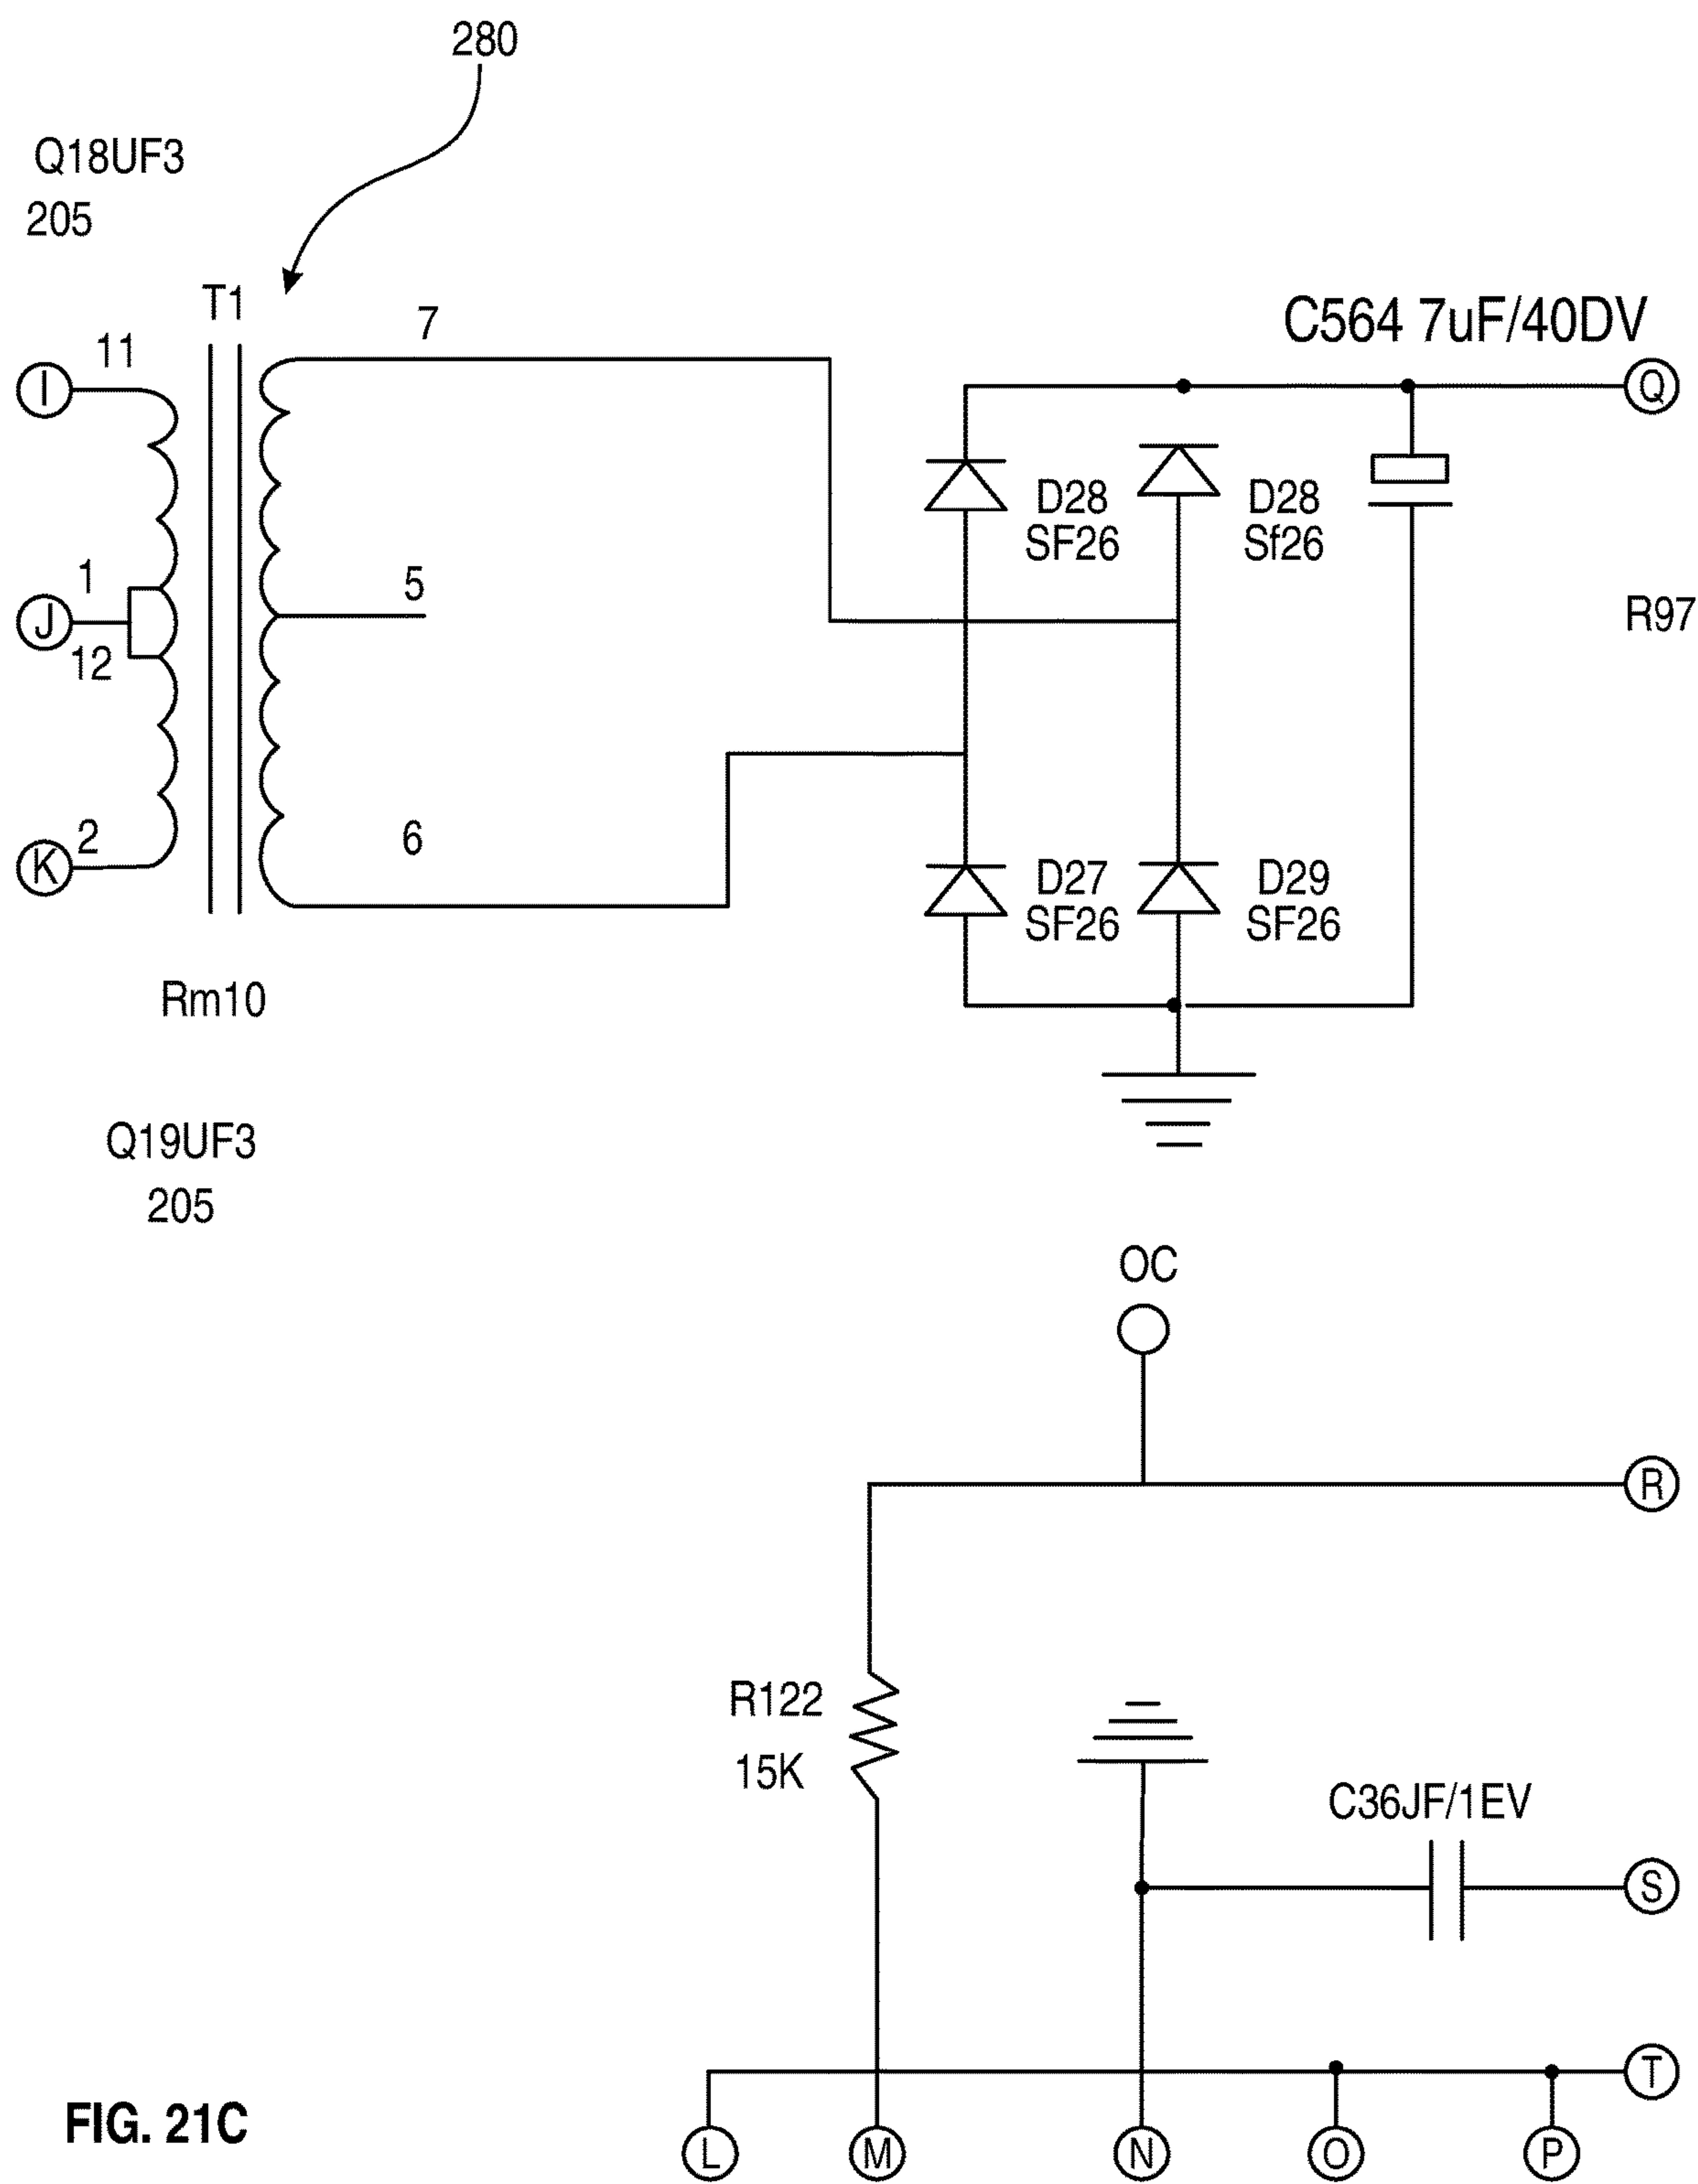 280
Q18UF3
205
T1
7
C564 7uF/40DV
11
I
Q
D28
SF26
D28
Sf26
1
5
J
R97
12
2
6
K
D27
SF26
D29
SF26
Rm10
Q19UF3
205
OC
R
R122
15K
C36JF/1EV
S
T
FIG. 21C
L
M
N
O
P